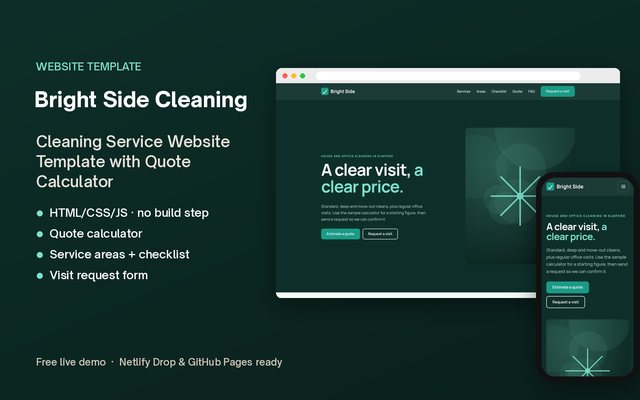 WEBSITE TEMPLATE
Bright Side Cleaning
Cleaning Service Website
Template with Quote
Calculator
HTML/CSS/JS · no build step
Quote calculator
Service areas + checklist
Visit request form
Free live demo · Netlify Drop & GitHub Pages ready
Bright Side
Services Areas Checklist Quote FAQ Request a visit
HOUSE AND OFFICE CLEANING IN ELMFORD
A clear visit, a
clear price.
Standard, deep and move-out cleans, plus regular office
visits. Use the sample calculator for a starting figure, then
send a request so we can confirm it.
Estimate a quote Request a visit
Bright Side
HOUSE AND OFFICE CLEANING IN ELMFORD
A clear visit, a
clear price.
Standard, deep and move-out cleans,
plus regular office visits. Use the sample
calculator for a starting figure, then send
a request so we can confirm it.
Estimate a quote
Request a visit